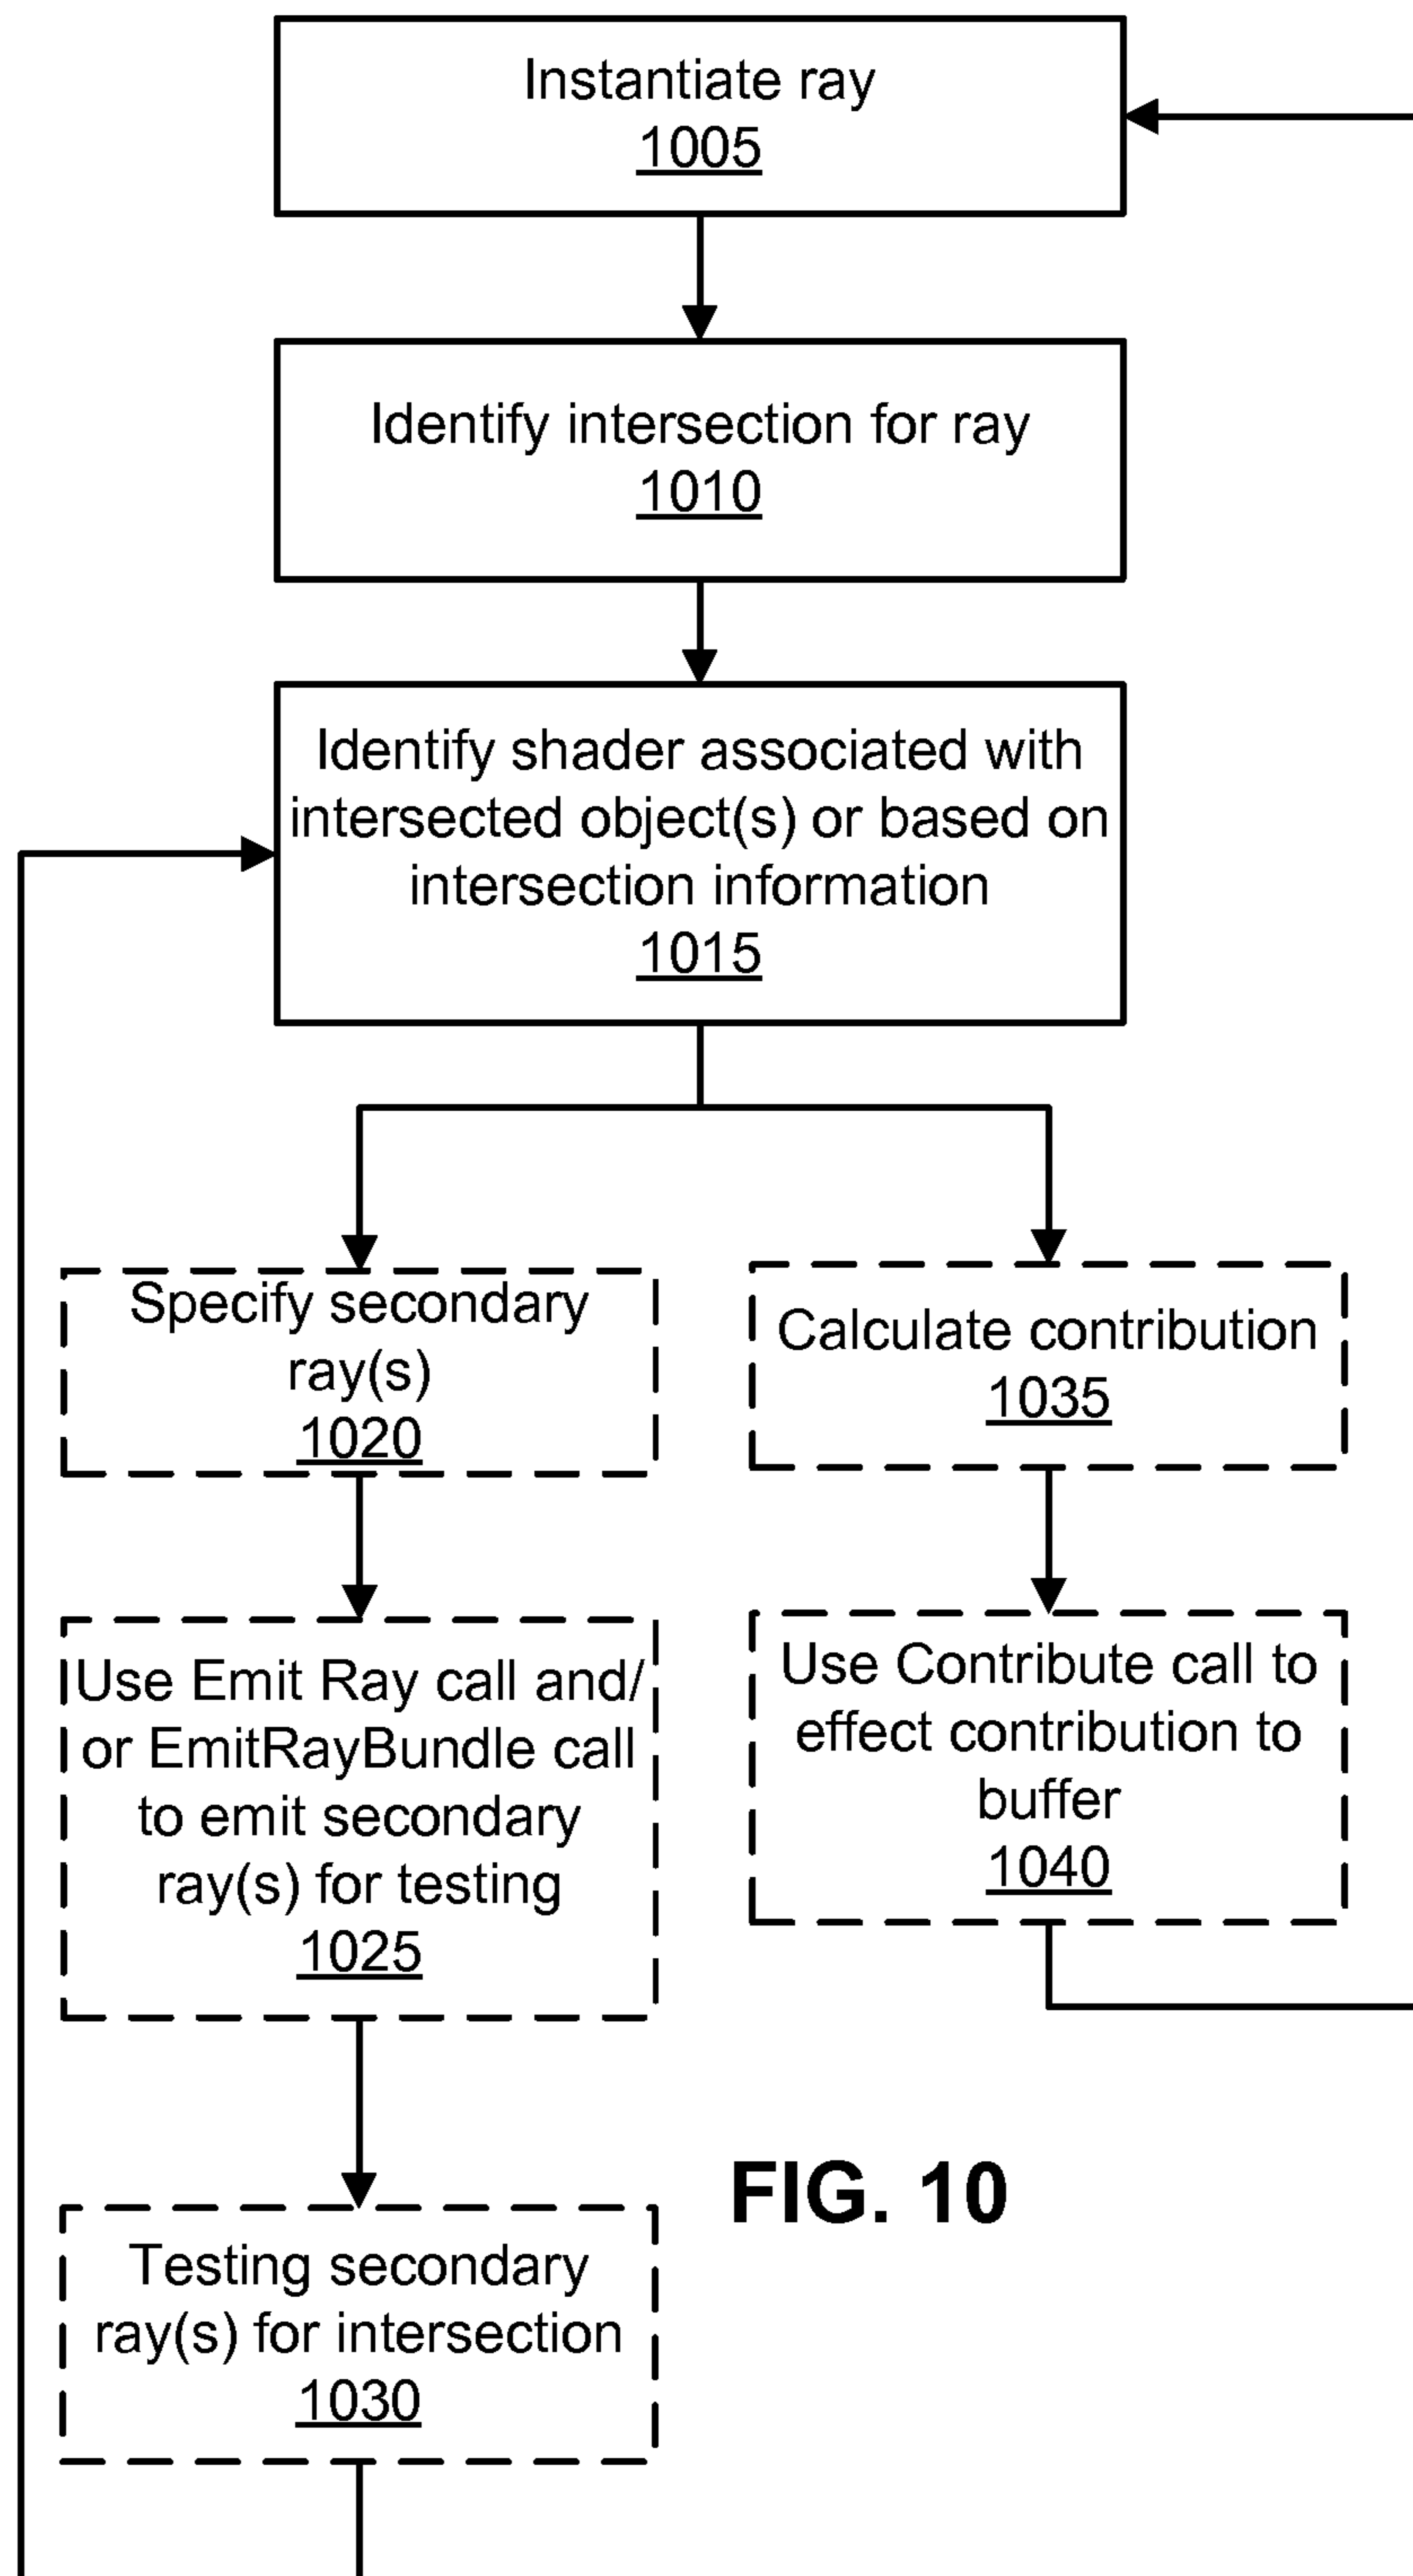 Instantiate ray
1005
Identify intersection for ray
1010
Identify shader associated with
intersected object(s) or based on
intersection information
1015
Specify secondary
ray(s)
1020
Use Emit Ray call and/
or EmitRayBundle call
to emit secondary
ray(s) for testing
1025
Testing secondary
ray(s) for intersection
1030
Calculate contribution
1035
Use Contribute call to
effect contribution to
buffer
1040
FIG. 10